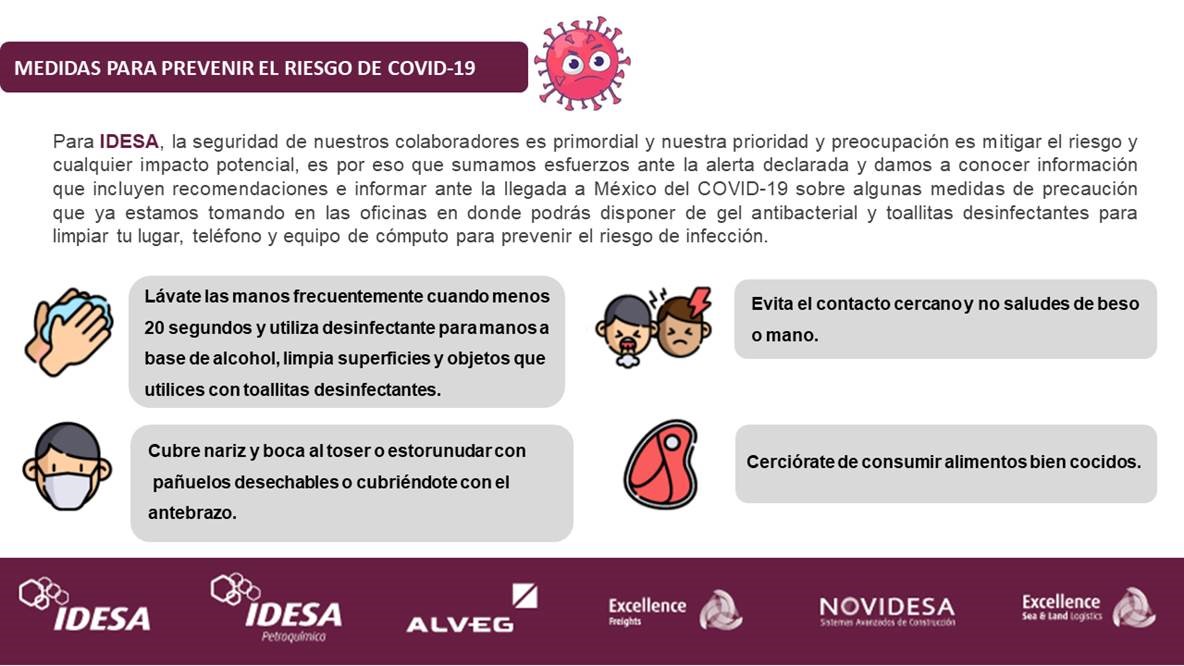 MEDIDAS PARA PREVENIR EL RIESGO DE COVID-19
Para IDESA, la seguridad de nuestros colaboradores es primordial y nuestra prioridad y preocupación es mitigar el riesgo y
cualquier impacto potencial, es por eso que sumamos esfuerzos ante la alerta declarada y damos a conocer información
que incluyen recomendaciones e informar ante la llegada a México del COVID-19 sobre algunas medidas de precaución
que ya estamos tomando en las oficinas en donde podrás disponer de gel antibacterial y toallitas desinfectantes para
limpiar tu lugar, teléfono y equipo de cómputo para prevenir el riesgo de infección.
Lávate las manos frecuentemente cuando menos
20 segundos y utiliza desinfectante para manos a
base de alcohol, limpia superficies y objetos que
utilices con toallitas desinfectantes.
Evita el contacto cercano y no saludes de beso
o mano.
Cubre nariz y boca al toser o estorunudar con
pañuelos desechables o cubriéndote con el
antebrazo.
Cerciórate de consumir alimentos bien cocidos.
IDESA
IDESA
Petroquímica
ALVEG
Excellence
Freights
NOVIDESA
Sistemas Avanzados de Construcción
Excellence
Sea & Land Logistics